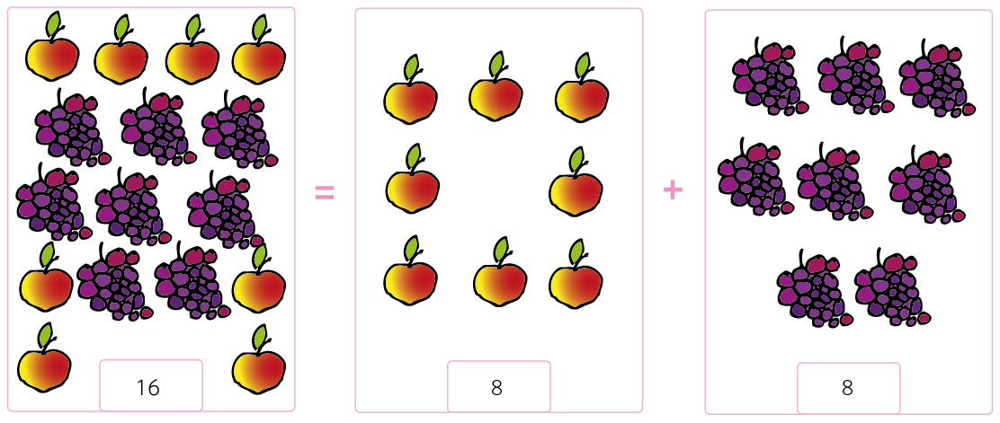 16 = 8 + 8